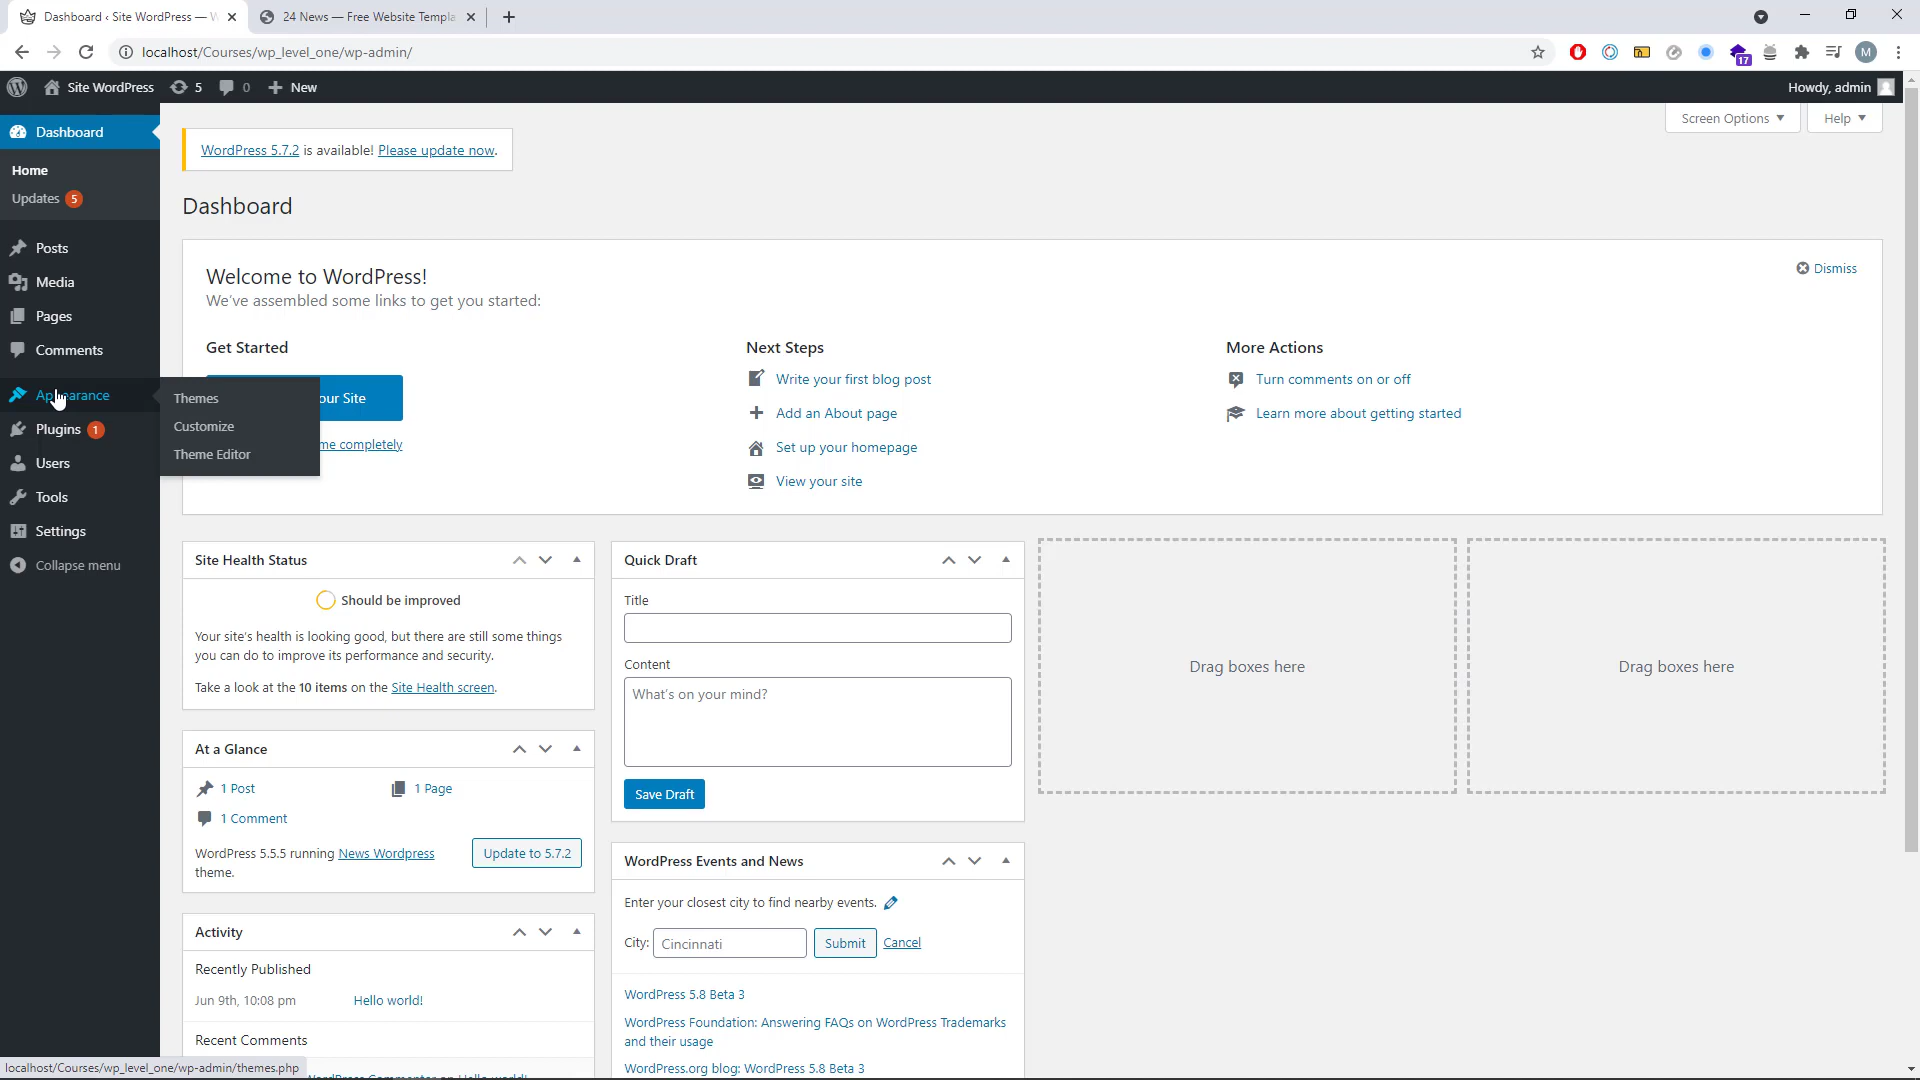 Dashboard ‹ Site WordPress — W
24 News — Free Website Templa
localhost/Courses/wp_level_one/wp-admin/
17
M
Site WordPress
5
0
New
Howdy, admin
Dashboard
Home
Updates 5
Posts
Media
Pages
Comments
Appearance
Plugins 1
Users
Tools
Settings
Collapse menu
Themes
Customize
Theme Editor
Screen Options
Help
WordPress 5.7.2 is available! Please update now.
Dashboard
Welcome to WordPress!
We've assembled some links to get you started:
Dismiss
Get Started
our Site
me completely
Next Steps
Write your first blog post
Add an About page
Set up your homepage
View your site
More Actions
Turn comments on or off
Learn more about getting started
Site Health Status
Should be improved
Your site's health is looking good, but there are still some things
you can do to improve its performance and security.
Take a look at the 10 items on the Site Health screen.
At a Glance
1 Post
1 Page
1 Comment
WordPress 5.5.5 running News Wordpress
theme.
Update to 5.7.2
Activity
Recently Published
Jun 9th, 10:08 pm
Hello world!
Recent Comments
Quick Draft
Title
Content
What's on your mind?
Save Draft
WordPress Events and News
Enter your closest city to find nearby events.
City:
Cincinnati
Submit
Cancel
WordPress 5.8 Beta 3
WordPress Foundation: Answering FAQs on WordPress Trademarks
and their usage
WordPress.org blog: WordPress 5.8 Beta 3
Drag boxes here
Drag boxes here
localhost/Courses/wp_level_one/wp-admin/themes.php